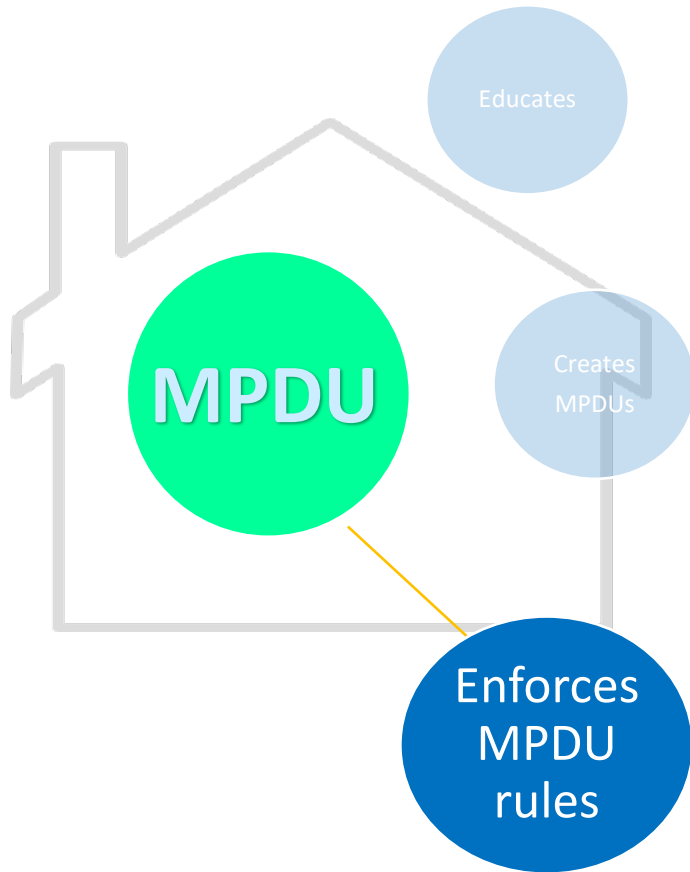 Educates
Creates
MPDUs
MPDU
Enforces
MPDU
rules